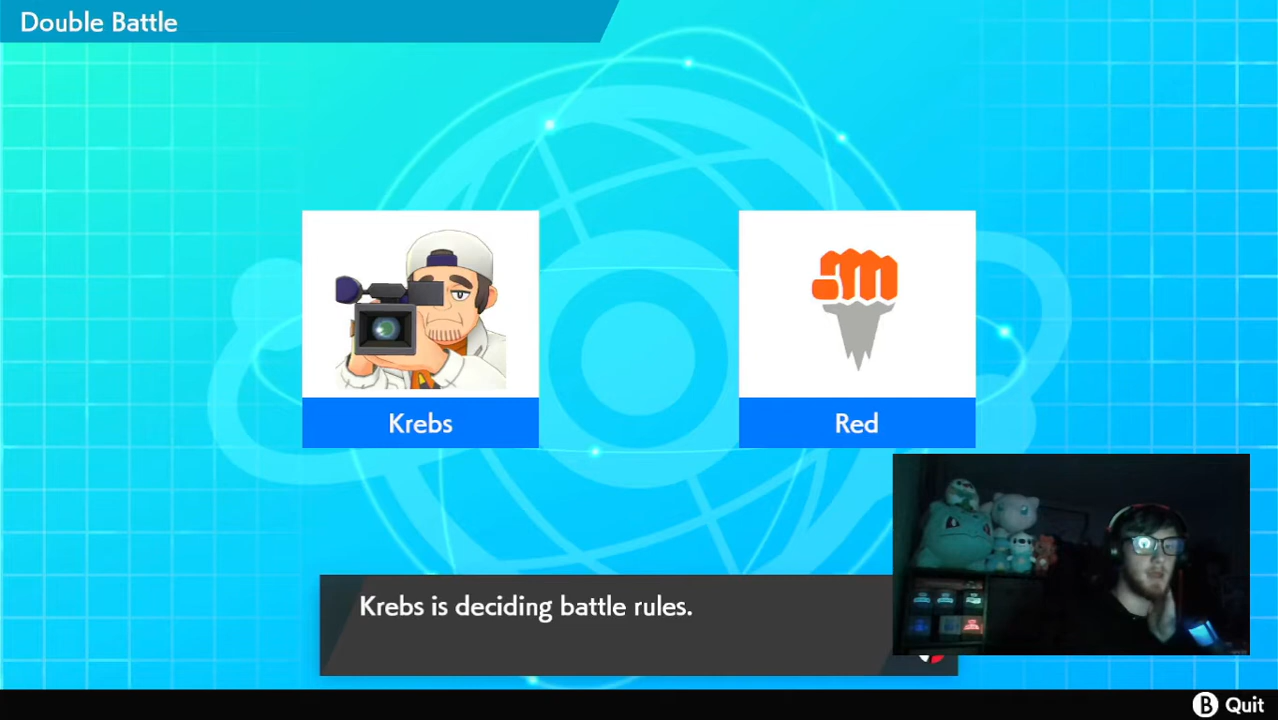 Double Battle
Krebs
Red
Krebs is deciding battle rules.
B Quit